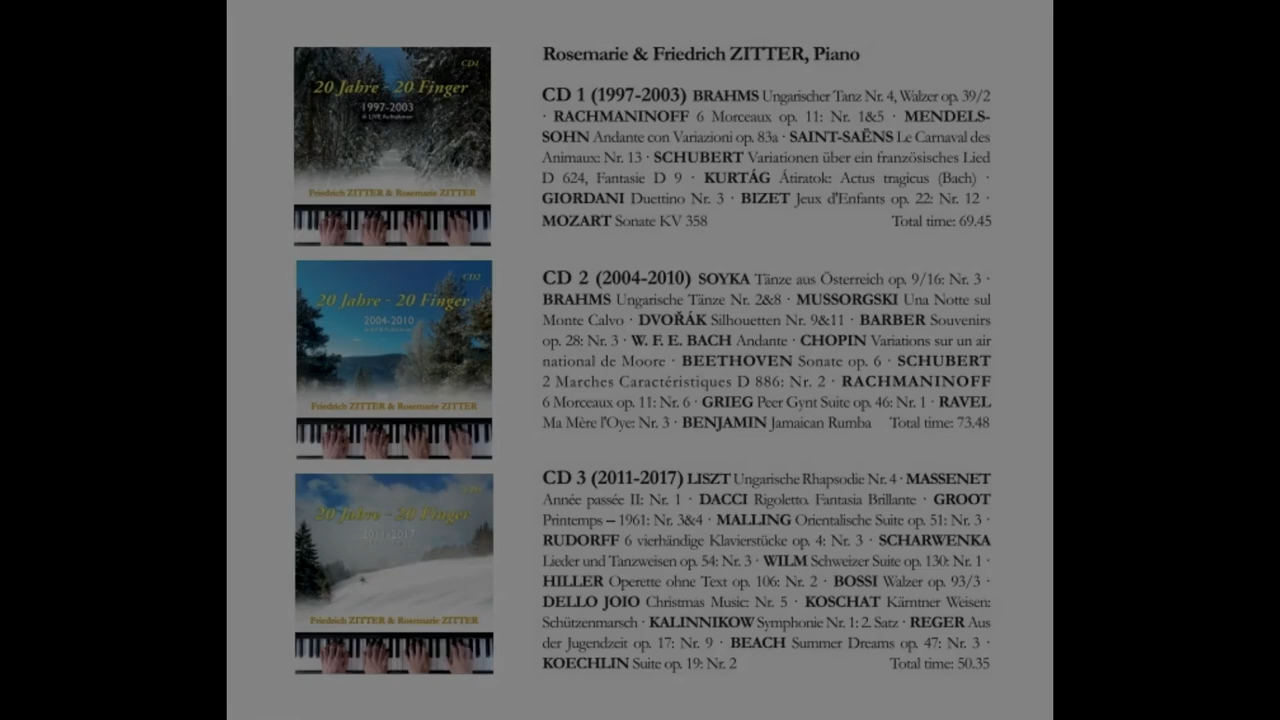 CD1
20 Jahre - 20 Finger
1997-2003
Friedrich ZITTER & Rosemarie ZITTER
CD2
20 Jahre - 20 Finger
2004-2010
Friedrich ZITTER & Rosemarie ZITTER
20 Jahre - 20 Finger
2011-2017
Friedrich ZITTER & Rosemarie ZITTER
Rosemarie & Friedrich ZITTER, Piano
CD 1 (1997-2003) BRAHMS Ungarischer Tanz Nr. 4, Walzer op. 39/2
· RACHMANINOFF 6 Morceaux op. 11: Nr. 1&5 · MENDELS-
SOHN Andante con Variazioni op. 83a · SAINT-SAËNS Le Carnaval des
Animaux: Nr. 13 · SCHUBERT Variationen über ein französisches Lied
D 624, Fantasie D 9 · KURTÁG Átiratok: Actus tragicus (Bach) ·
GIORDANI Duettino Nr. 3 · BIZET Jeux d'Enfants op. 22: Nr. 12 ·
MOZART Sonate KV 358 Total time: 69.45
CD 2 (2004-2010) SOYKA Tänze aus Österreich op. 9/16: Nr. 3 ·
BRAHMS Ungarische Tänze Nr. 2&8 · MUSSORGSKI Una Notte sul
Monte Calvo · DVOŘÁK Silhouetten Nr. 9&11 · BARBER Souvenirs
op. 28: Nr. 3 · W. F. E. BACH Andante · CHOPIN Variations sur un air
national de Moore · BEETHOVEN Sonate op. 6 · SCHUBERT
2 Marches Caractéristiques D 886: Nr. 2 · RACHMANINOFF
6 Morceaux op. 11: Nr. 6 · GRIEG Peer Gynt Suite op. 46: Nr. 1 · RAVEL
Ma Mère l'Oye: Nr. 3 · BENJAMIN Jamaican Rumba Total time: 73.48
CD 3 (2011-2017) LISZT Ungarische Rhapsodie Nr. 4 · MASSENET
Année passée II: Nr. 1 · DACCI Rigoletto. Fantasia Brillante · GROOT
Printemps – 1961: Nr. 3&4 · MALLING Orientalische Suite op. 51: Nr. 3 ·
RUDORFF 6 vierhändige Klavierstücke op. 4: Nr. 3 · SCHARWENKA
Lieder und Tanzweisen op. 54: Nr. 3 · WILM Schweizer Suite op. 130: Nr. 1 ·
HILLER Operette ohne Text op. 106: Nr. 2 · BOSSI Walzer op. 93/3 ·
DELLO JOIO Christmas Music: Nr. 5 · KOSCHAT Kärntner Weisen:
Schützenmarsch · KALINNIKOW Symphonie Nr. 1: 2. Satz · REGER Aus
der Jugendzeit op. 17: Nr. 9 · BEACH Summer Dreams op. 47: Nr. 3 ·
KOECHLIN Suite op. 19: Nr. 2 Total time: 50.35